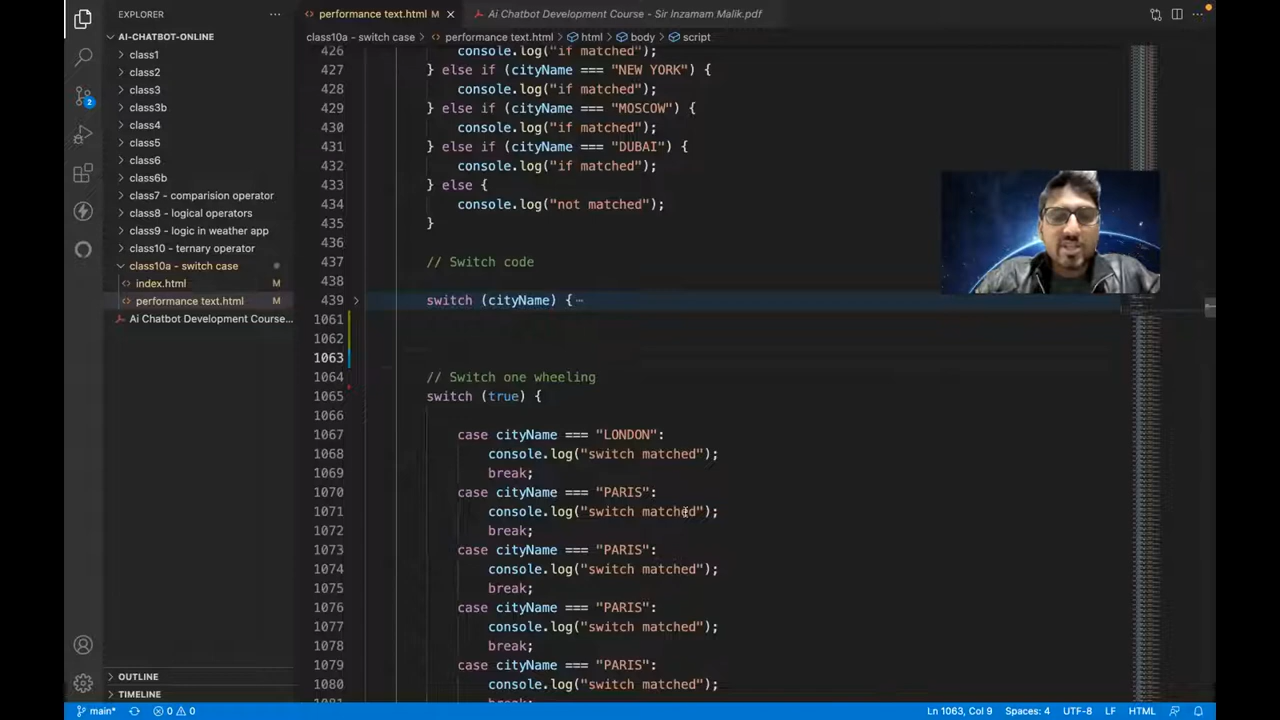 EXPLORER
AI-CHATBOT-ONLINE
class1
class2
class3
class3b
class4
class5
class6
class6b
class7 - comparision operator
class8 - logical operators
class9 - logic in weather app
class10 - ternary operator
class10a - switch case
index.html M
performance text.html M
Ai Chatbot Development Course...
OUTLINE
TIMELINE
2
performance text.html M
Ai Chatbot Development Course - Sir Inzamam Malik.pdf
class10a - switch case > performance text.html > html > body > script
426 console.log("if matched");
427 } else if (cityName === "NEW YORK") {
428 console.log("if matched");
429 } else if (cityName === "MOSCOW") {
430 console.log("if matched");
431 } else if (cityName === "DUBAI") {
432 console.log("if matched");
433 } else {
434 console.log("not matched");
435 }
436
437 // Switch code
438
439 switch (cityName) {
1061
1062
1063
1064 // switch one wheeling
1065 switch (true)
1066
1067 case cityName === "LONDN":
1068 console.log("switch matched");
1069 break;
1070 case cityName === "PARIS":
1071 console.log("switch matched");
1072 break;
1073 case cityName === "PARIS":
1074 console.log("switch matched");
1075 break;
1076 case cityName === "PARIS":
1077 console.log("switch matched");
1078 break;
1079 case cityName === "PARIS":
1080 console.log("switch matched");
1081
main*
0 0
Ln 1063, Col 9 Spaces: 4 UTF-8 LF HTML